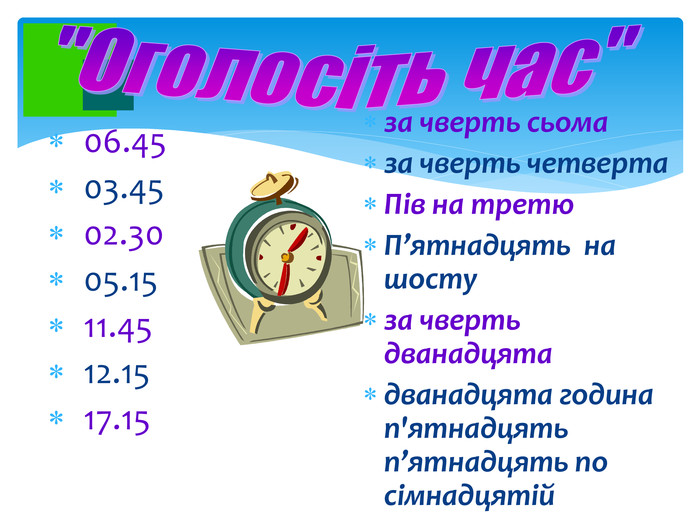 "Оголосіть час"
06.45
03.45
02.30
05.15
11.45
12.15
17.15
за чверть сьома
за чверть четверта
Пів на третю
П’ятнадцять на
шосту
за чверть
дванадцята
дванадцята година
п'ятнадцять
п’ятнадцять по
сімнадцятій